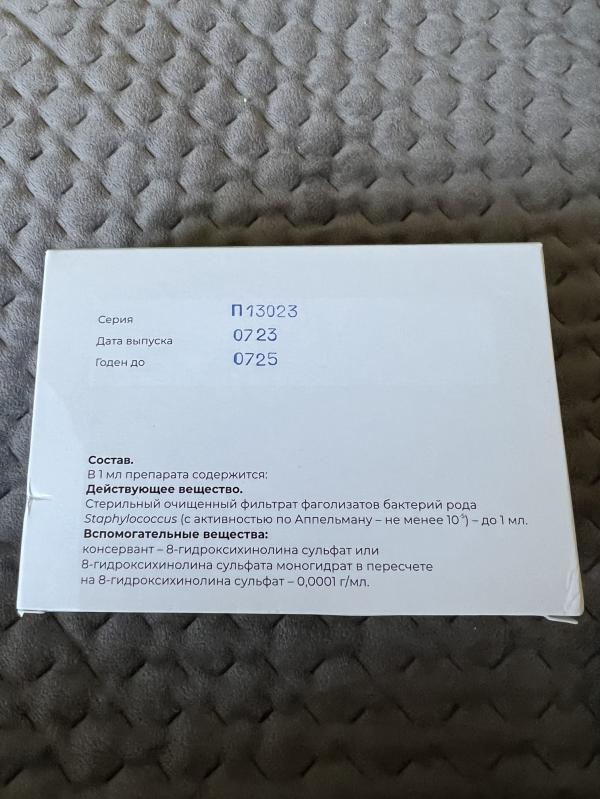 Серия П13023
Дата выпуска 0723
Годен до 0725
Состав.
В 1 мл препарата содержится:
Действующее вещество.
Стерильный очищенный фильтрат фаголизатов бактерий рода
Staphylococcus (с активностью по Аппельману – не менее 10⁵) – до 1 мл.
Вспомогательные вещества:
консервант – 8-гидроксихинолина сульфат или
8-гидроксихинолина сульфата моногидрат в пересчете
на 8-гидроксихинолина сульфат – 0,0001 г/мл.